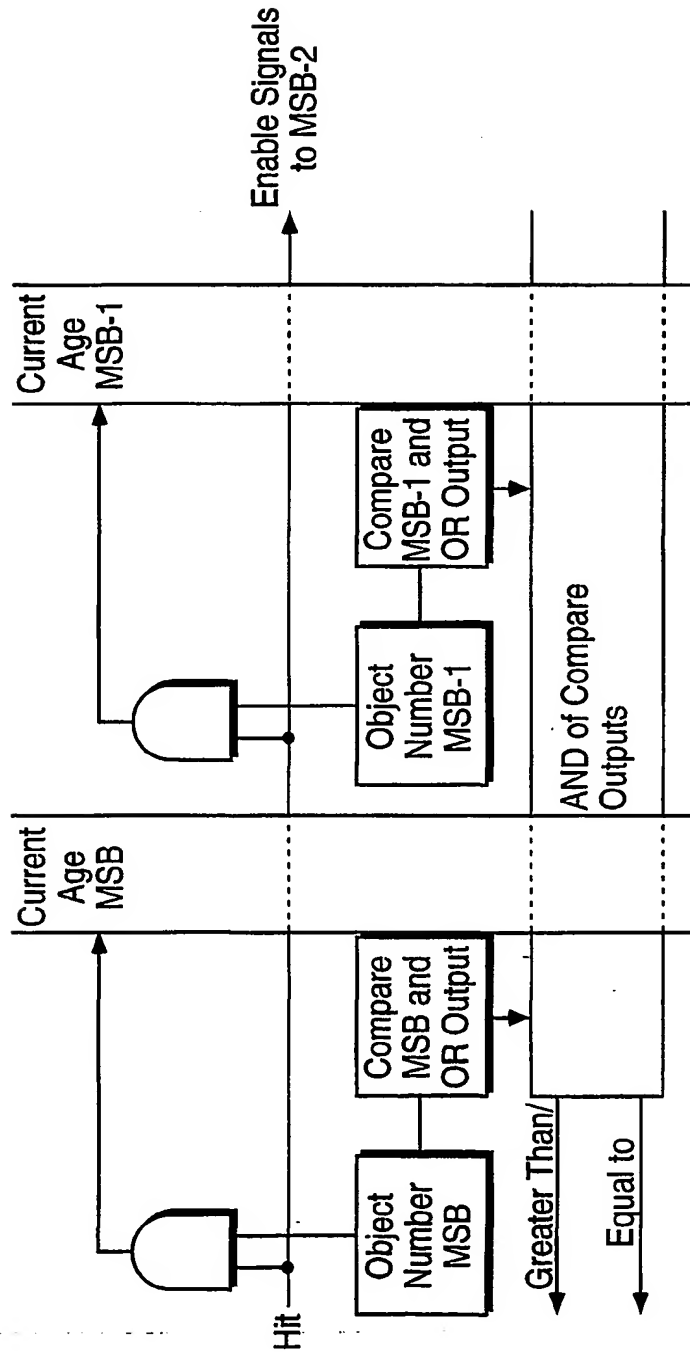 Current
Age
MSB
Current
Age
MSB-1
Hit
Enable Signals
to MSB-2
Object
Number
MSB
Compare
MSB and
OR Output
Object
Number
MSB-1
Compare
MSB-1 and
OR Output
Greater Than/
Equal to
AND of Compare
Outputs